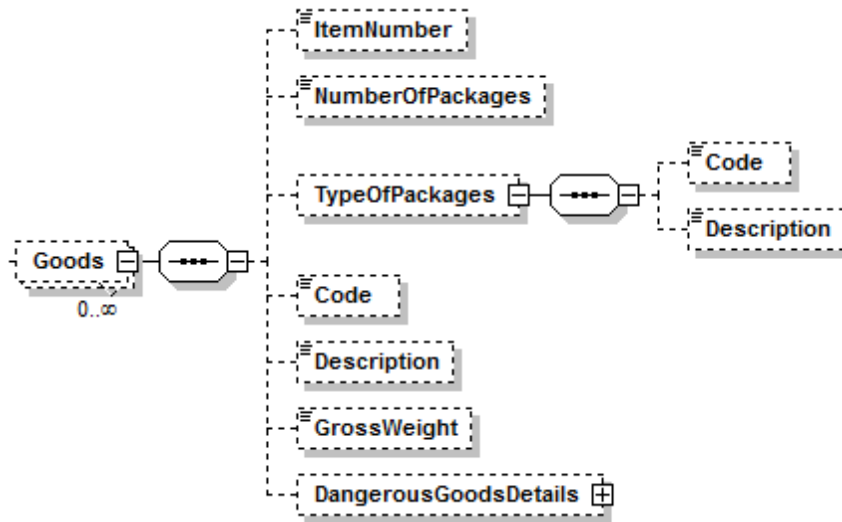 ItemNumber
NumberOfPackages
TypeOfPackages
Code
Description
Goods
0..∞
Code
Description
GrossWeight
DangerousGoodsDetails